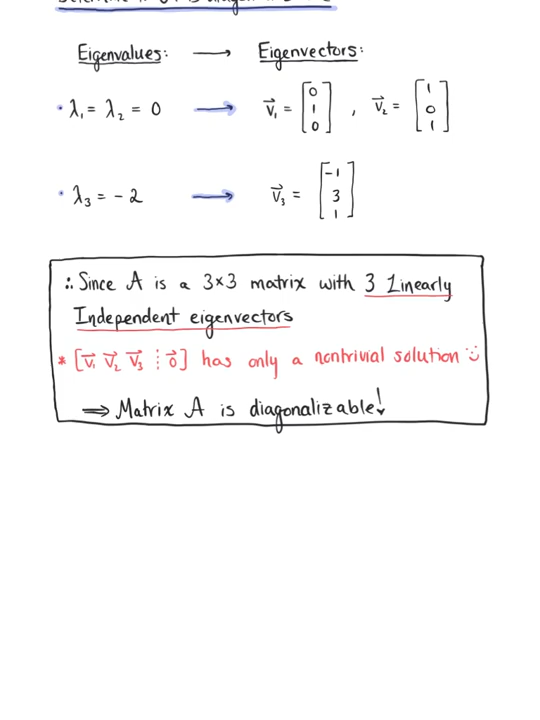 Eigenvalues: → Eigenvectors:
• λ₁ = λ₂ = 0 → v⃗₁ = [0 1 0] , v⃗₂ = [1 0 1]
• λ₃ = -2 → v⃗₃ = [-1 3 1]
∴ Since A is a 3×3 matrix with 3 Linearly
Independent eigenvectors
* [v⃗₁ v⃗₂ v⃗₃ ⋮ 0⃗] has only a nontrivial solution ☺
⟹ Matrix A is diagonalizable!